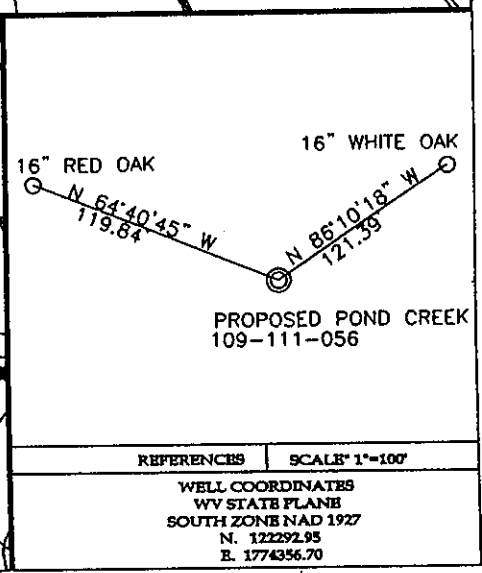 16" RED OAK
16" WHITE OAK
N 64°40'45" W
119.84'
N 86°10'18" W
121.39'
PROPOSED POND CREEK
109-111-056
REFERENCES
SCALE" 1"=100'
WELL COORDINATES
WV STATE PLANE
SOUTH ZONE NAD 1927
N. 122292.95
E. 1774356.70